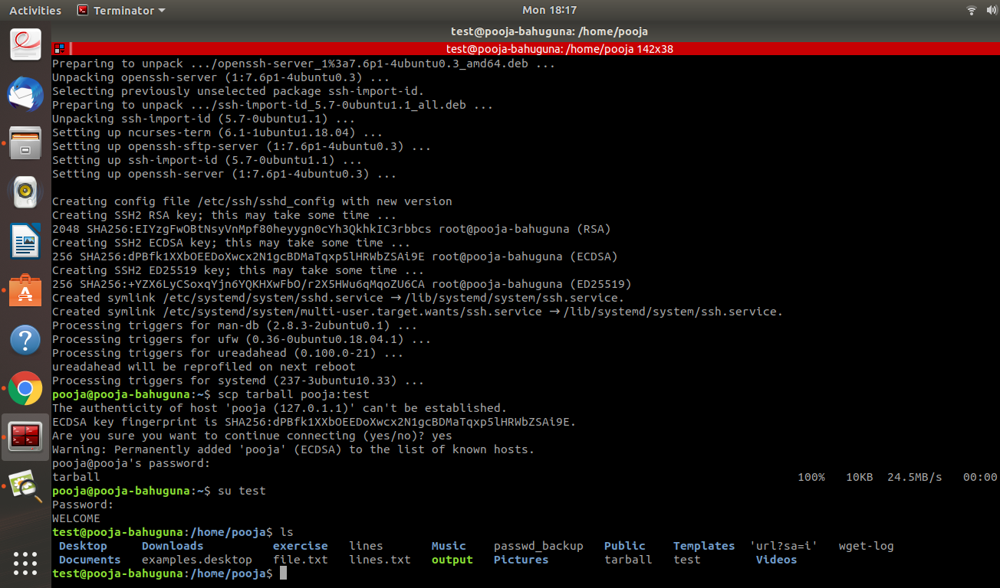 Activities Terminator Mon 18:17
test@pooja-bahuguna: /home/pooja
test@pooja-bahuguna: /home/pooja 142x38
Preparing to unpack .../openssh-server_1%3a7.6p1-4ubuntu0.3_amd64.deb ...
Unpacking openssh-server (1:7.6p1-4ubuntu0.3) ...
Selecting previously unselected package ssh-import-id.
Preparing to unpack .../ssh-import-id_5.7-0ubuntu1.1_all.deb ...
Unpacking ssh-import-id (5.7-0ubuntu1.1) ...
Setting up ncurses-term (6.1-1ubuntu1.18.04) ...
Setting up openssh-sftp-server (1:7.6p1-4ubuntu0.3) ...
Setting up ssh-import-id (5.7-0ubuntu1.1) ...
Setting up openssh-server (1:7.6p1-4ubuntu0.3) ...
Creating config file /etc/ssh/sshd_config with new version
Creating SSH2 RSA key; this may take some time ...
2048 SHA256:EIYzgFwOBtNsyVnMpf80heyygn0cYh3QkhkIC3rbbcs root@pooja-bahuguna (RSA)
Creating SSH2 ECDSA key; this may take some time ...
256 SHA256:dPBfk1XXbOEEDoXwcx2N1gcBDMaTqxp5lHRWbZSAi9E root@pooja-bahuguna (ECDSA)
Creating SSH2 ED25519 key; this may take some time ...
256 SHA256:+YZX6LyCSoxqYjn6YQKHXwFbO/r2X5HWu6qMqoZU6CA root@pooja-bahuguna (ED25519)
Created symlink /etc/systemd/system/sshd.service → /lib/systemd/system/ssh.service.
Created symlink /etc/systemd/system/multi-user.target.wants/ssh.service → /lib/systemd/system/ssh.service.
Processing triggers for man-db (2.8.3-2ubuntu0.1) ...
Processing triggers for ufw (0.36-0ubuntu0.18.04.1) ...
Processing triggers for ureadahead (0.100.0-21) ...
ureadahead will be reprofiled on next reboot
Processing triggers for systemd (237-3ubuntu10.33) ...
pooja@pooja-bahuguna:~$ scp tarball pooja:test
The authenticity of host 'pooja (127.0.1.1)' can't be established.
ECDSA key fingerprint is SHA256:dPBfk1XXbOEEDoXwcx2N1gcBDMaTqxp5lHRWbZSAi9E.
Are you sure you want to continue connecting (yes/no)? yes
Warning: Permanently added 'pooja' (ECDSA) to the list of known hosts.
pooja@pooja's password:
tarball 100% 10KB 24.5MB/s 00:00
pooja@pooja-bahuguna:~$ su test
Password:
WELCOME
test@pooja-bahuguna:/home/pooja$ ls
Desktop Downloads exercise lines Music passwd_backup Public Templates 'url?sa=i' wget-log
Documents examples.desktop file.txt lines.txt output Pictures tarball test Videos
test@pooja-bahuguna:/home/pooja$